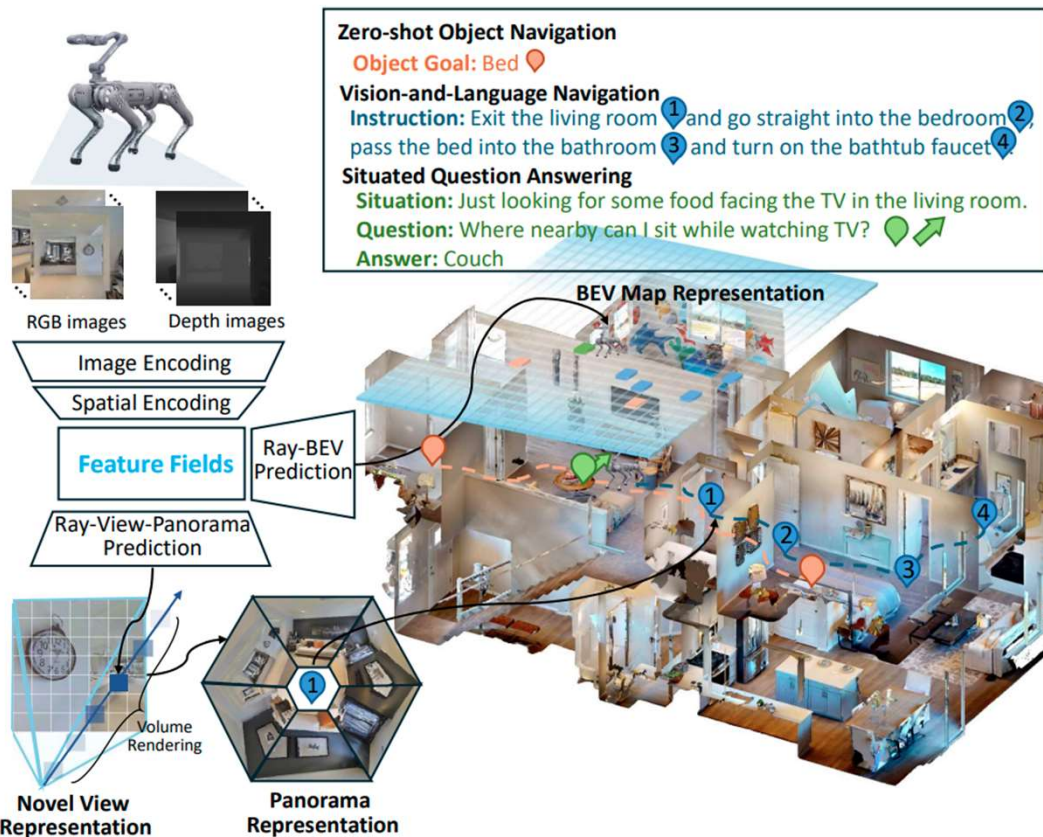 Zero-shot Object Navigation
Object Goal: Bed
Vision-and-Language Navigation
Instruction: Exit the living room 1 and go straight into the bedroom 2,
pass the bed into the bathroom 3 and turn on the bathtub faucet 4.
Situated Question Answering
Situation: Just looking for some food facing the TV in the living room.
Question: Where nearby can I sit while watching TV?
Answer: Couch
RGB images
Depth images
Image Encoding
Spatial Encoding
Feature Fields
Ray-BEV
Prediction
Ray-View-Panorama
Prediction
BEV Map Representation
1
2
3
4
Volume
Rendering
1
Novel View
Representation
Panorama
Representation